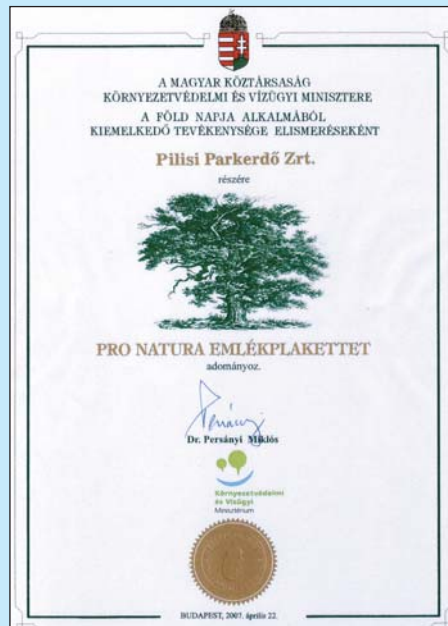 A MAGYAR KÖZTÁRSASÁG
KÖRNYEZETVÉDELMI ÉS VÍZÜGYI MINISZTERE
A FÖLD NAPJA ALKALMÁBÓL
KIEMELKEDŐ TEVÉKENYSÉGE ELISMERÉSEKÉNT
Pilisi Parkerdő Zrt.
részére
PRO NATURA EMLÉKPLAKETTET
adományoz.
Dr. Persányi Miklós
Környezetvédelmi
és Vízügyi
Minisztérium
BUDAPEST, 2007. április 22.